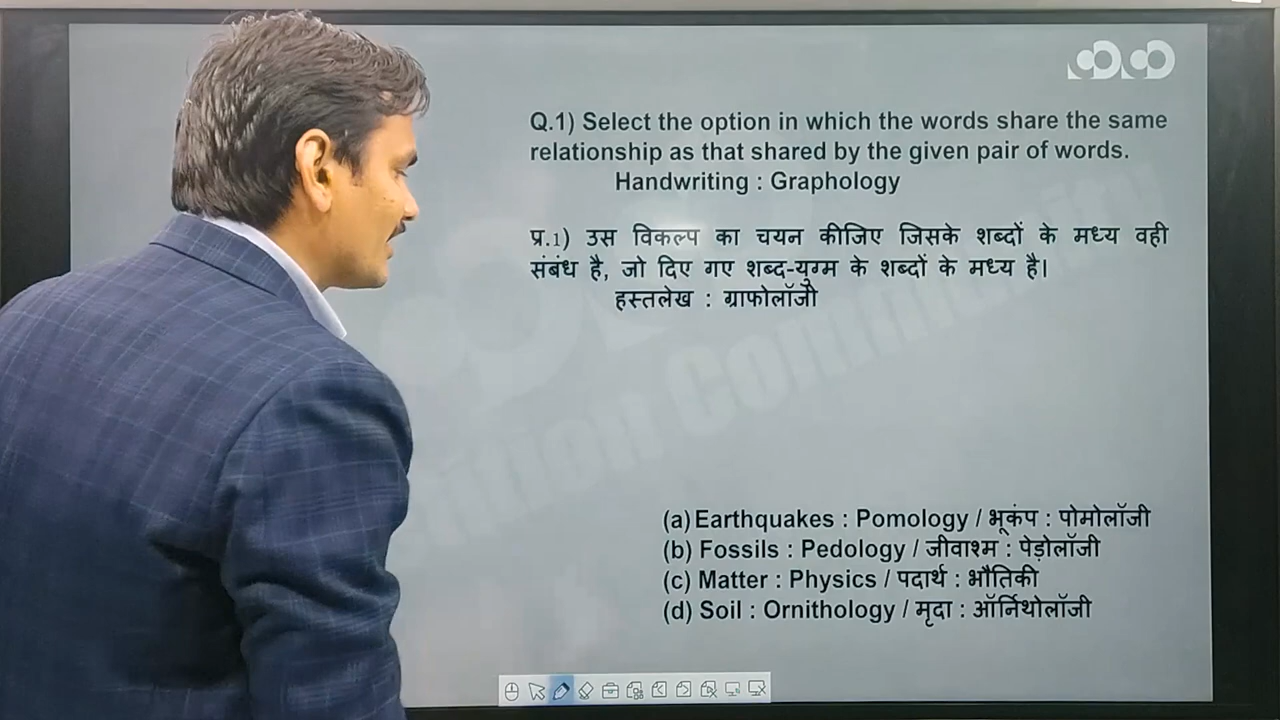 Q.1) Select the option in which the words share the same
relationship as that shared by the given pair of words.
Handwriting : Graphology
प्र.1) उस विकल्प का चयन कीजिए जिसके शब्दों के मध्य वही
संबंध है, जो दिए गए शब्द-युग्म के शब्दों के मध्य है।
हस्तलेख : ग्राफोलॉजी
(a) Earthquakes : Pomology / भूकंप : पोमोलॉजी
(b) Fossils : Pedology / जीवाश्म : पेड़ोलॉजी
(c) Matter : Physics / पदार्थ : भौतिकी
(d) Soil : Ornithology / मृदा : ऑर्निथोलॉजी